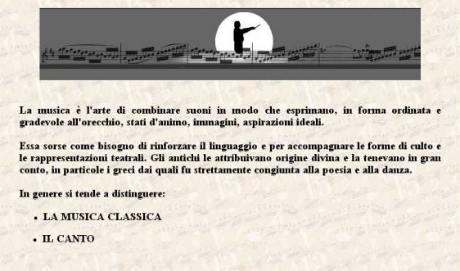 La musica è l'arte di combinare suoni in modo che esprimano, in forma ordinata e
gradevole all'orecchio, stati d'animo, immagini, aspirazioni ideali.
Essa sorse come bisogno di rinforzare il linguaggio e per accompagnare le forme di culto e
le rappresentazioni teatrali. Gli antichi le attribuivano origine divina e la tenevano in gran
conto, in particole i greci dai quali fu strettamente congiunta alla poesia e alla danza.
In genere si tende a distinguere:
• LA MUSICA CLASSICA
• IL CANTO